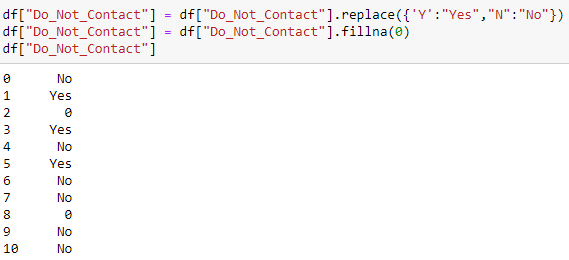 df["Do_Not_Contact"] = df["Do_Not_Contact"].replace({'Y':"Yes","N":"No"})
df["Do_Not_Contact"] = df["Do_Not_Contact"].fillna(0)
df["Do_Not_Contact"]
0 No
1 Yes
2 0
3 Yes
4 No
5 Yes
6 No
7 No
8 0
9 No
10 No